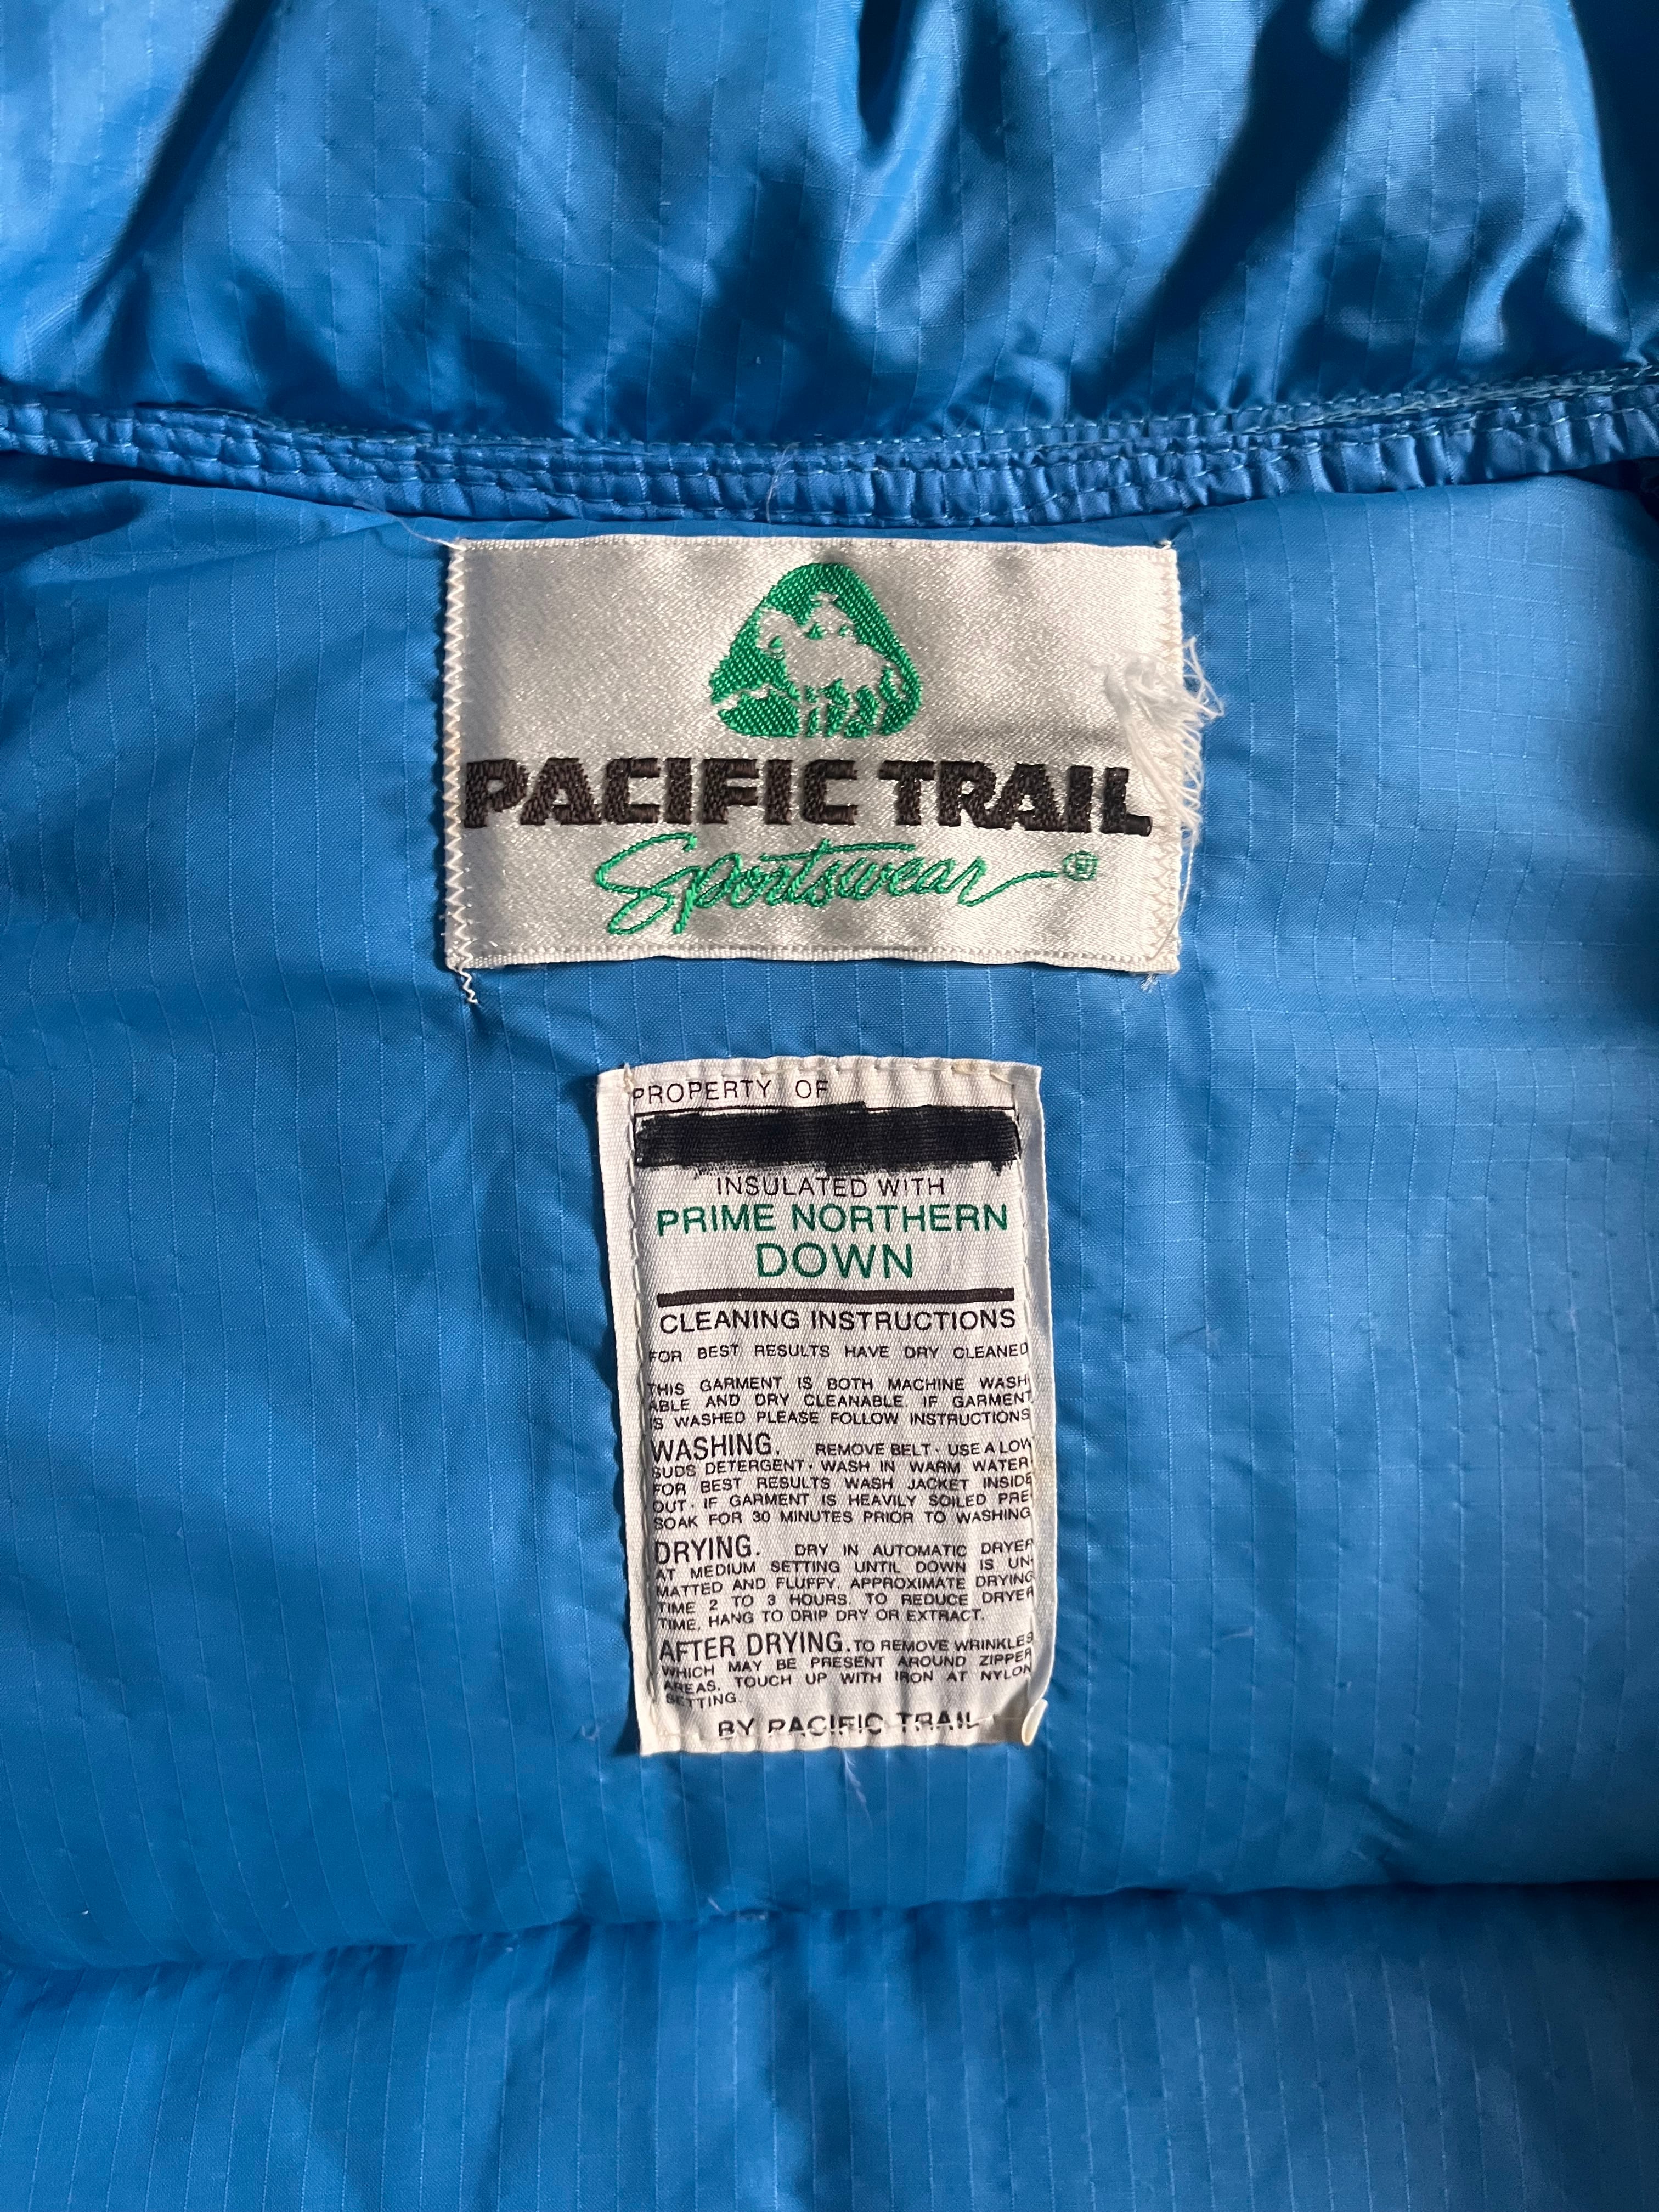 PACIFIC TRAIL
Sportswear ®
PROPERTY OF
INSULATED WITH
PRIME NORTHERN
DOWN
CLEANING INSTRUCTIONS
FOR BEST RESULTS HAVE DRY CLEANED
THIS GARMENT IS BOTH MACHINE WASH
ABLE AND DRY CLEANABLE. IF GARMENT
IS WASHED PLEASE FOLLOW INSTRUCTIONS
WASHING. REMOVE BELT · USE A LOW
SUDS DETERGENT · WASH IN WARM WATER·
FOR BEST RESULTS WASH JACKET INSIDE
OUT · IF GARMENT IS HEAVILY SOILED PRE
SOAK FOR 30 MINUTES PRIOR TO WASHING
DRYING. DRY IN AUTOMATIC DRYER
AT MEDIUM SETTING UNTIL DOWN IS UN-
MATTED AND FLUFFY. APPROXIMATE DRYING
TIME 2 TO 3 HOURS. TO REDUCE DRYER
TIME, HANG TO DRIP DRY OR EXTRACT.
AFTER DRYING. TO REMOVE WRINKLES
WHICH MAY BE PRESENT AROUND ZIPPER
AREAS, TOUCH UP WITH IRON AT NYLON
SETTING.
BY PACIFIC TRAIL